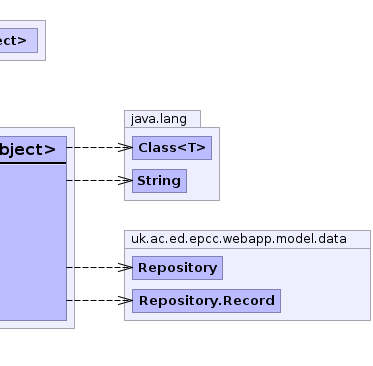 ect>
java.lang
bject>
Class<T>
String
uk.ac.ed.epcc.webapp.model.data
Repository
Repository.Record